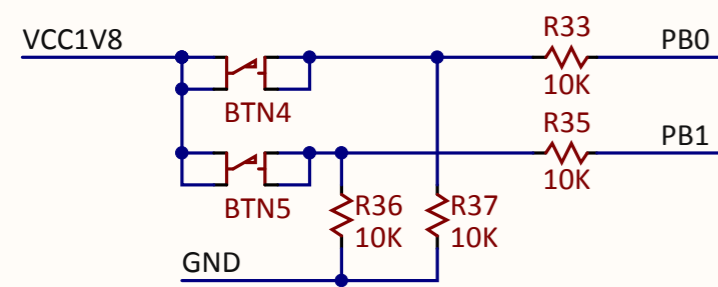 VCC1V8
R33
PB0
10K
BTN4
R35
PB1
10K
BTN5
R36
10K
R37
10K
GND